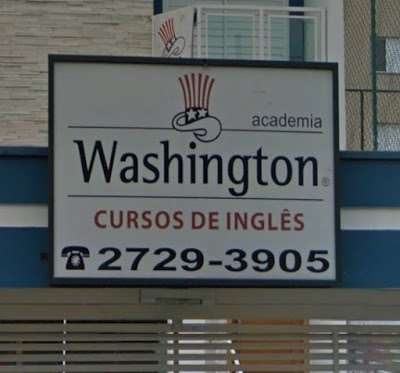 academia
Washington®
CURSOS DE INGLÊS
☎ 2729-3905